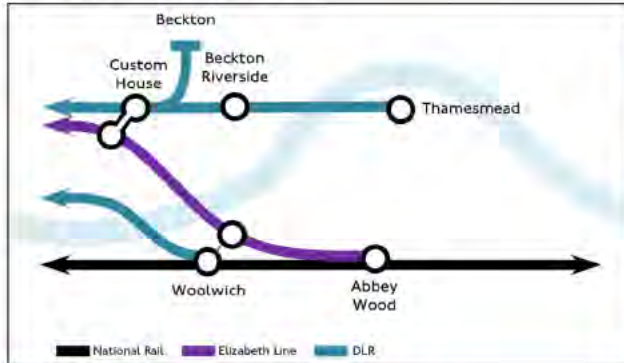 Beckton
Custom
House
Beckton
Riverside
Thamesmead
Woolwich
Abbey
Wood
National Rail
Elizabeth Line
DLR